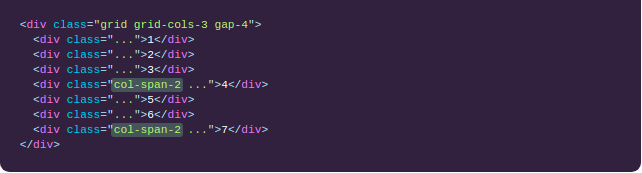 <div class="grid grid-cols-3 gap-4">
  <div class="...">1</div>
  <div class="...">2</div>
  <div class="...">3</div>
  <div class="col-span-2 ...">4</div>
  <div class="...">5</div>
  <div class="...">6</div>
  <div class="col-span-2 ...">7</div>
</div>